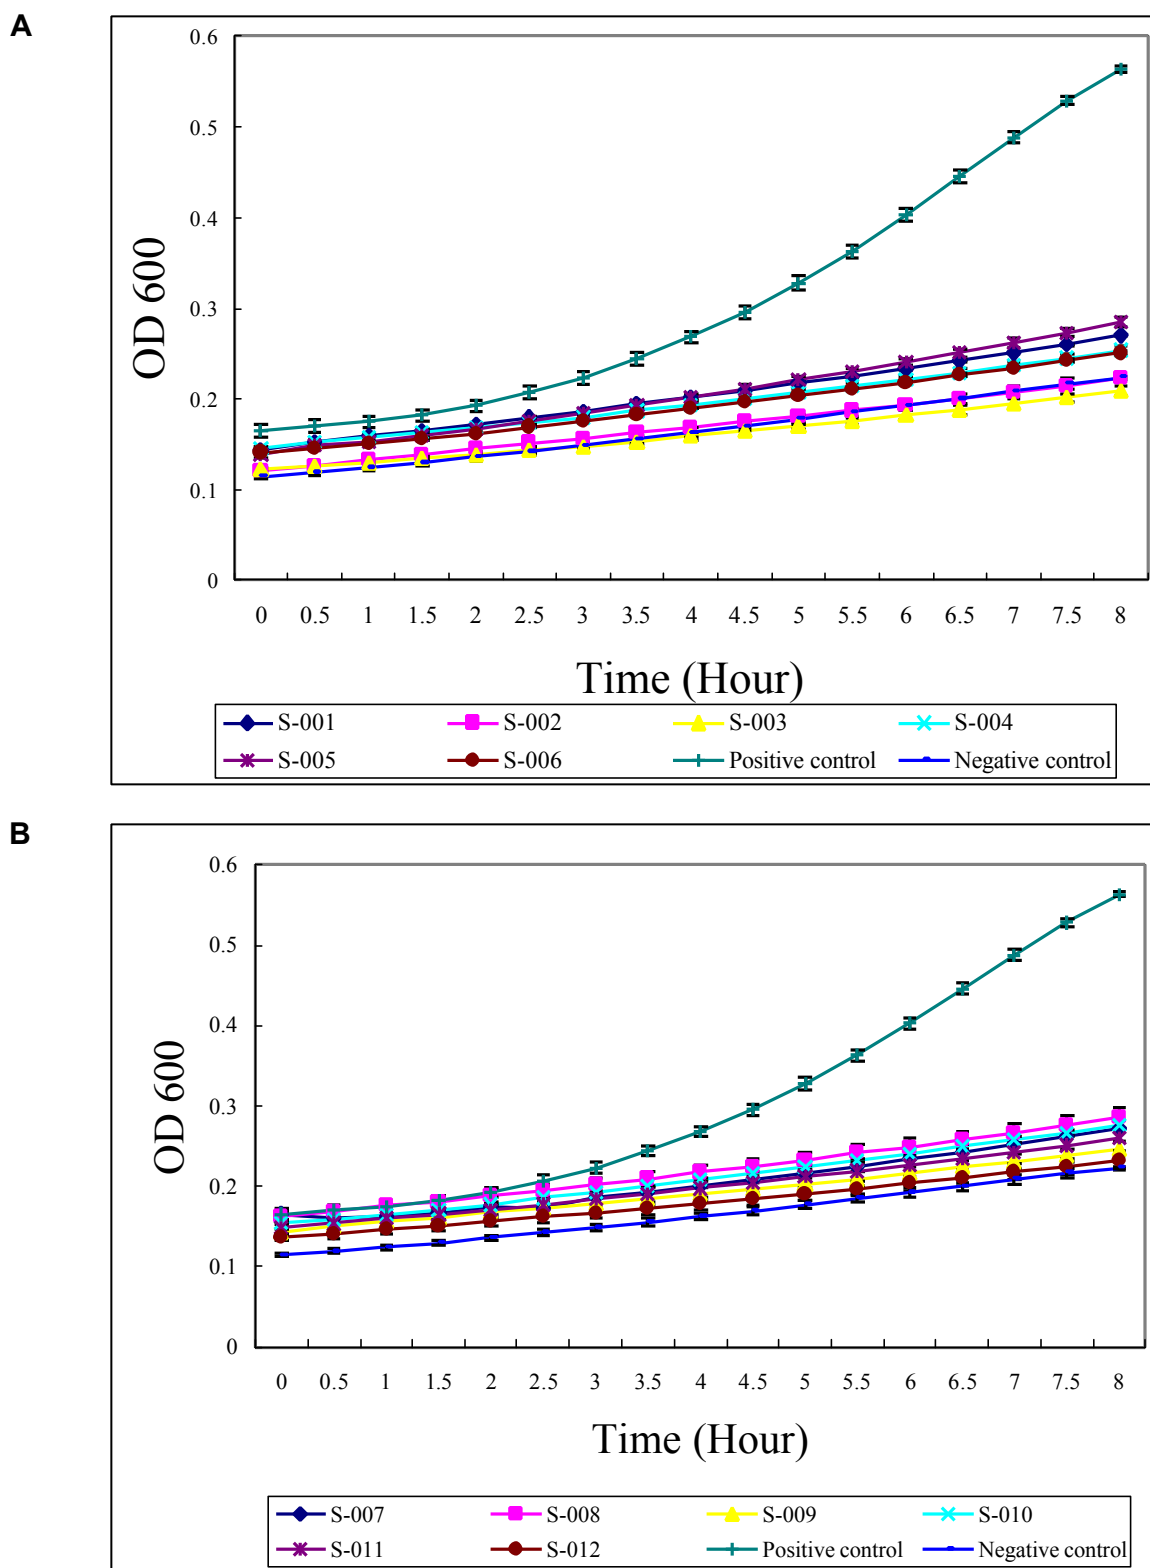 A
0.6
0.5
0.4
0.3
0.2
0.1
0
OD 600
0 0.5 1 1.5 2 2.5 3 3.5 4 4.5 5 5.5 6 6.5 7 7.5 8
Time (Hour)
S-001 S-002 S-003 S-004
S-005 S-006 Positive control Negative control
B
0.6
0.5
0.4
0.3
0.2
0.1
0
OD 600
0 0.5 1 1.5 2 2.5 3 3.5 4 4.5 5 5.5 6 6.5 7 7.5 8
Time (Hour)
S-007 S-008 S-009 S-010
S-011 S-012 Positive control Negative control